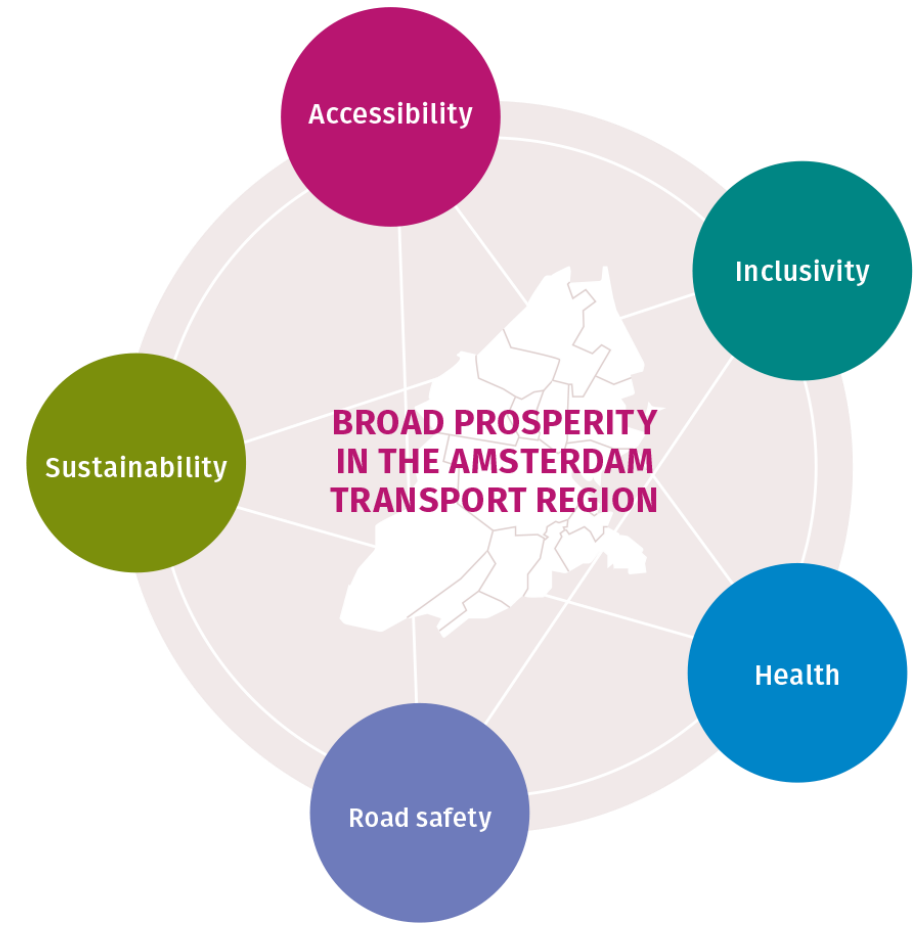 Accessibility
Inclusivity
BROAD PROSPERITY
IN THE AMSTERDAM
TRANSPORT REGION
Sustainability
Health
Road safety